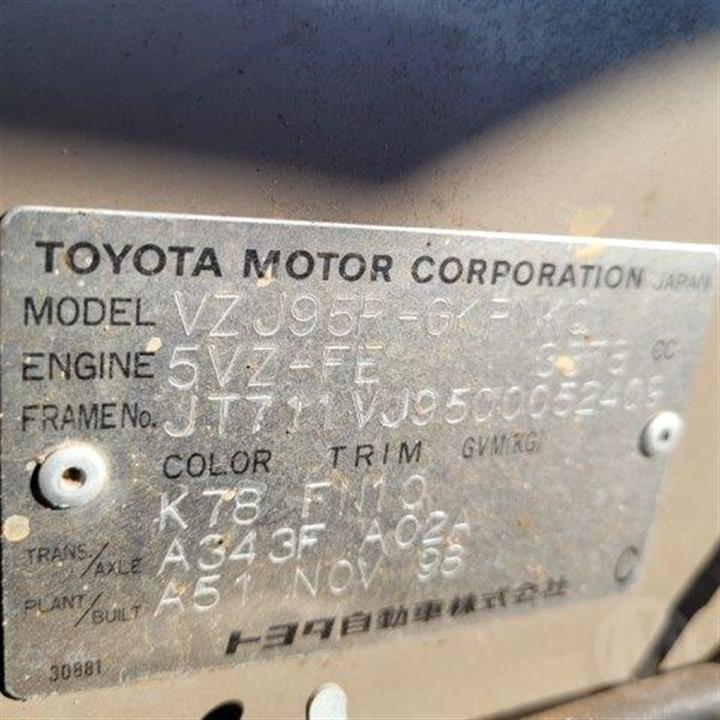 TOYOTA MOTOR CORPORATION JAPAN
MODEL VZJ95R-GKPNKQ
ENGINE 5VZ-FE 3378 CC
FRAME No. JT711VJ9500052405
COLOR TRIM GVM(KG)
K78 FN10
TRANS./AXLE A343F A02A
PLANT/BUILT A51 NOV 98
トヨタ自動車株式会社 C
30881